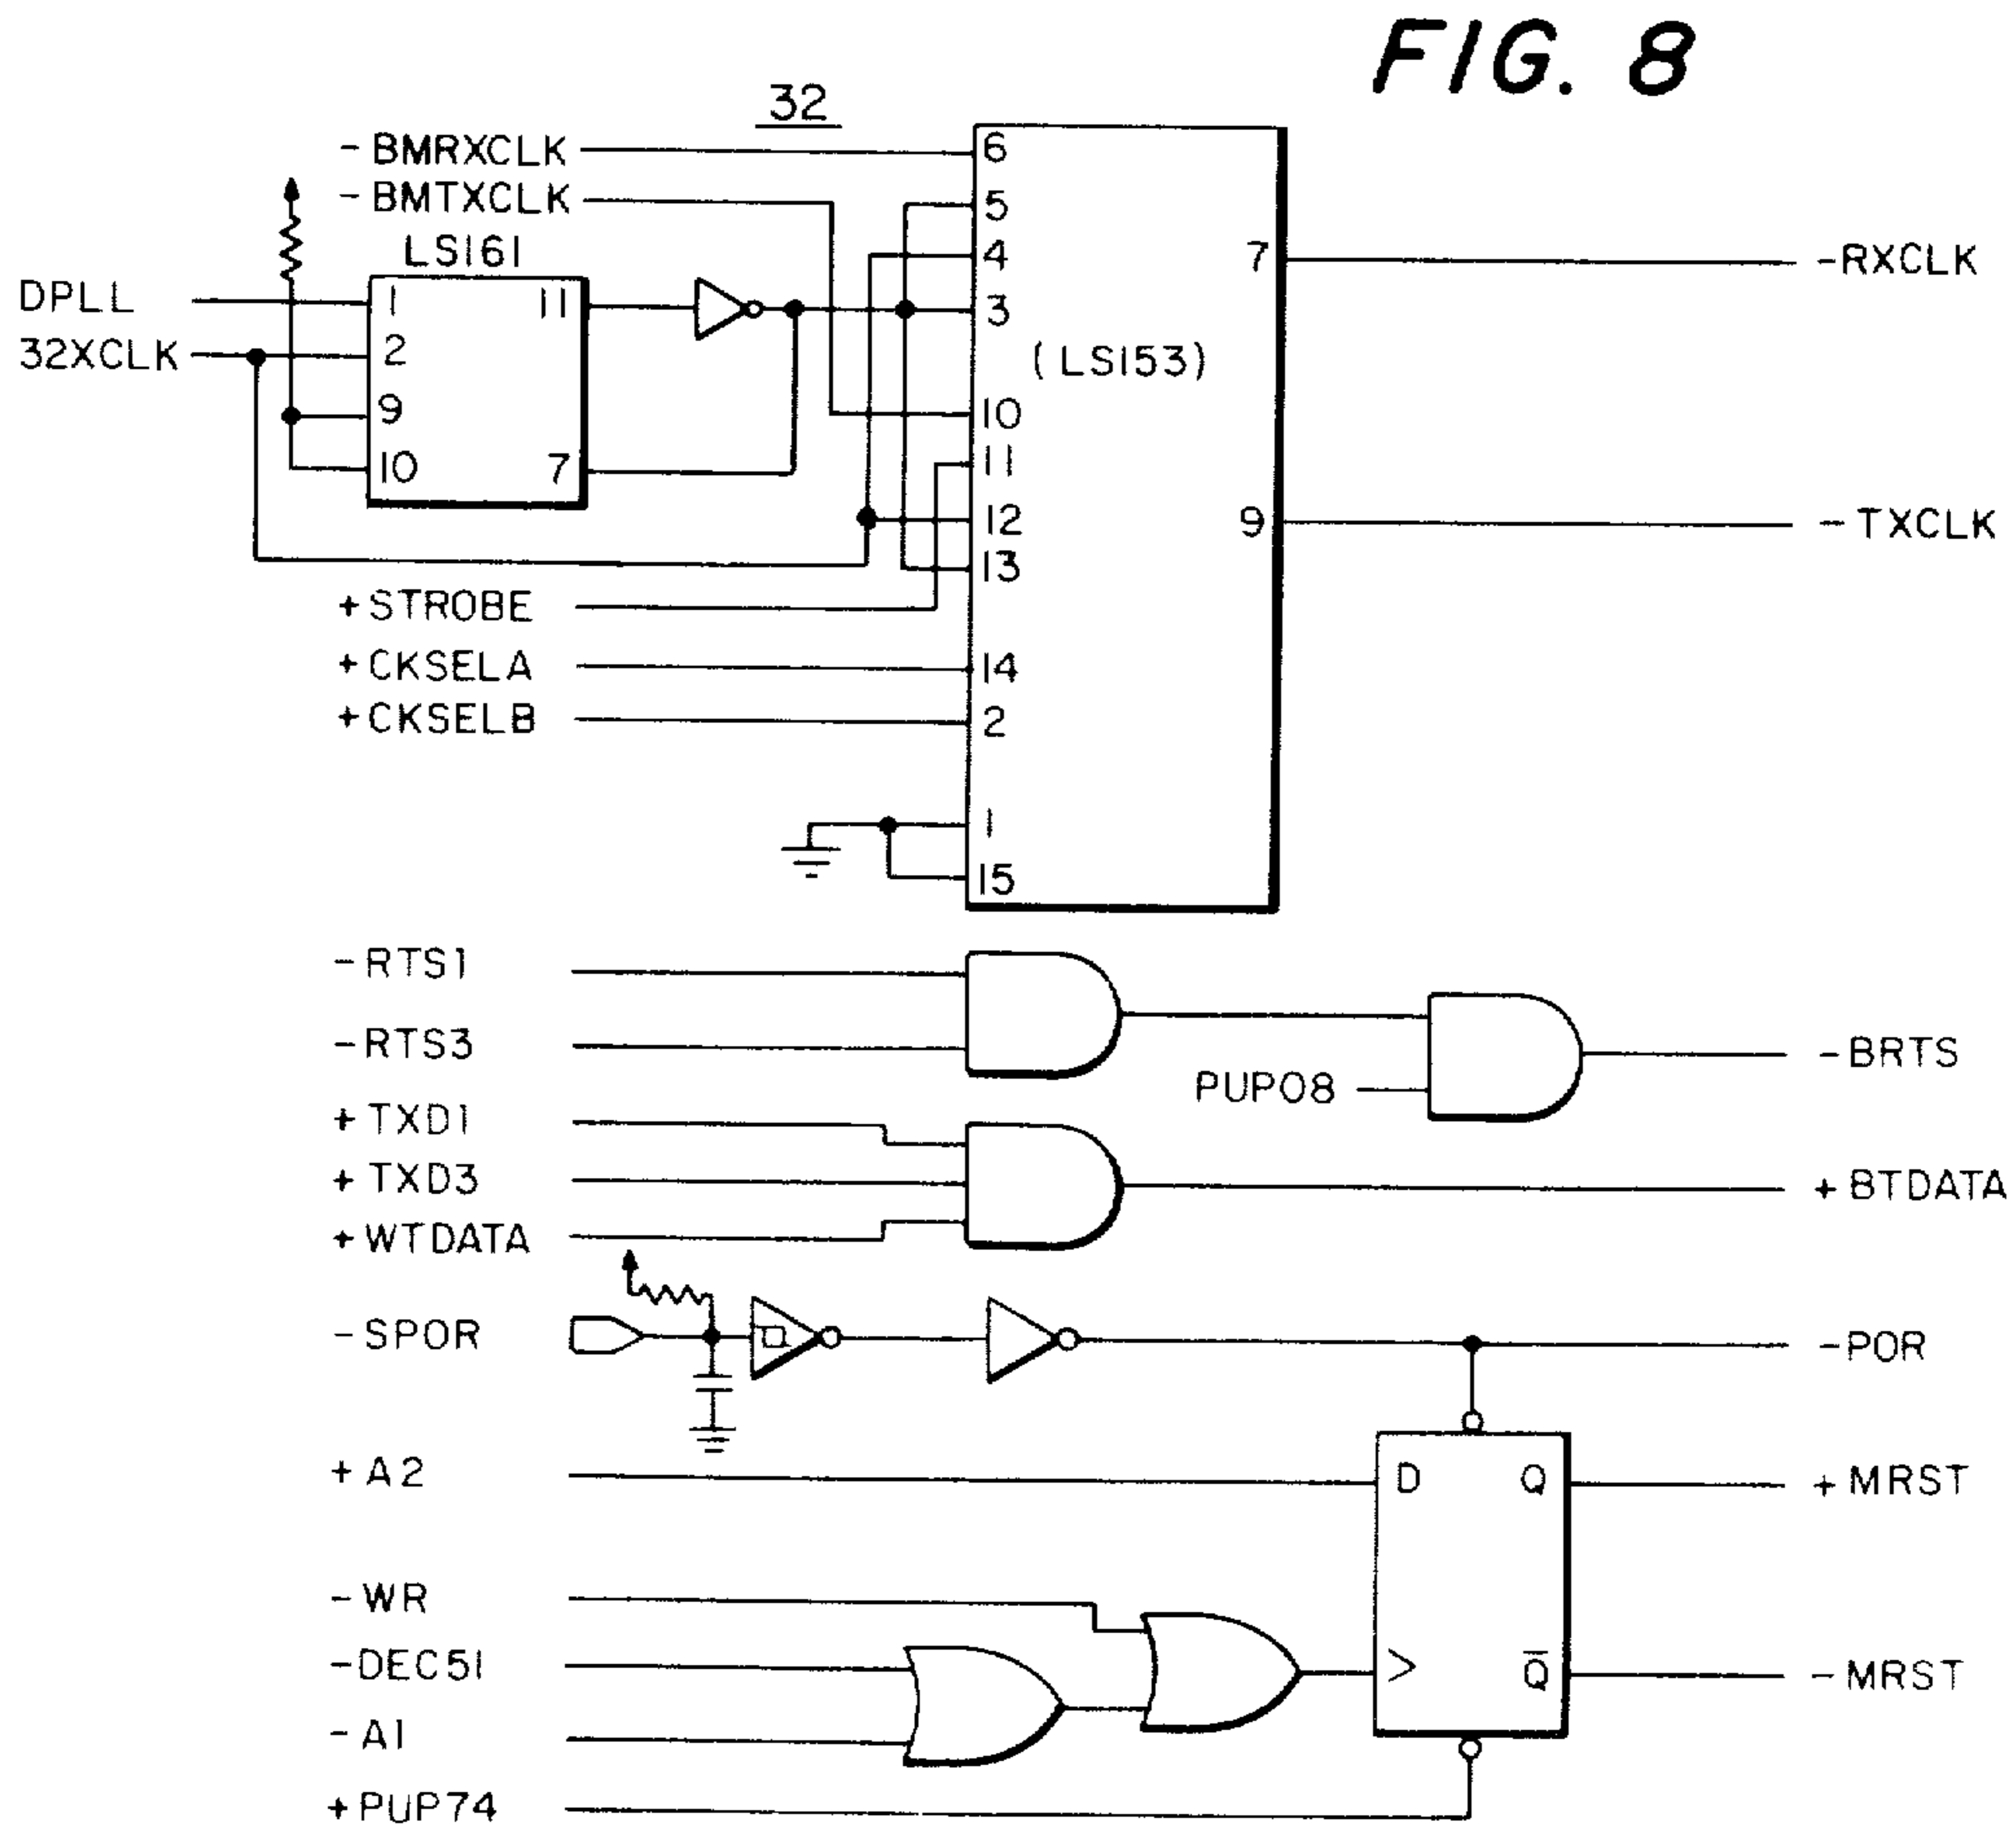 FIG. 8
32
-BMRXCLK
-BMTXCLK
LS161
DPLL
32XCLK
1
2
9
10
11
7
6
5
4
3
(LS153)
10
11
12
13
14
2
1
15
7
9
-RXCLK
-TXCLK
+STROBE
+CKSELA
+CKSELB
-RTS1
-RTS3
PUP08
-BRTS
+TXD1
+TXD3
+WTDATA
+BTDATA
-SPOR
-POR
+A2
D
Q
+MRST
-WR
-DEC51
-A1
>
Q̅
-MRST
+PUP74